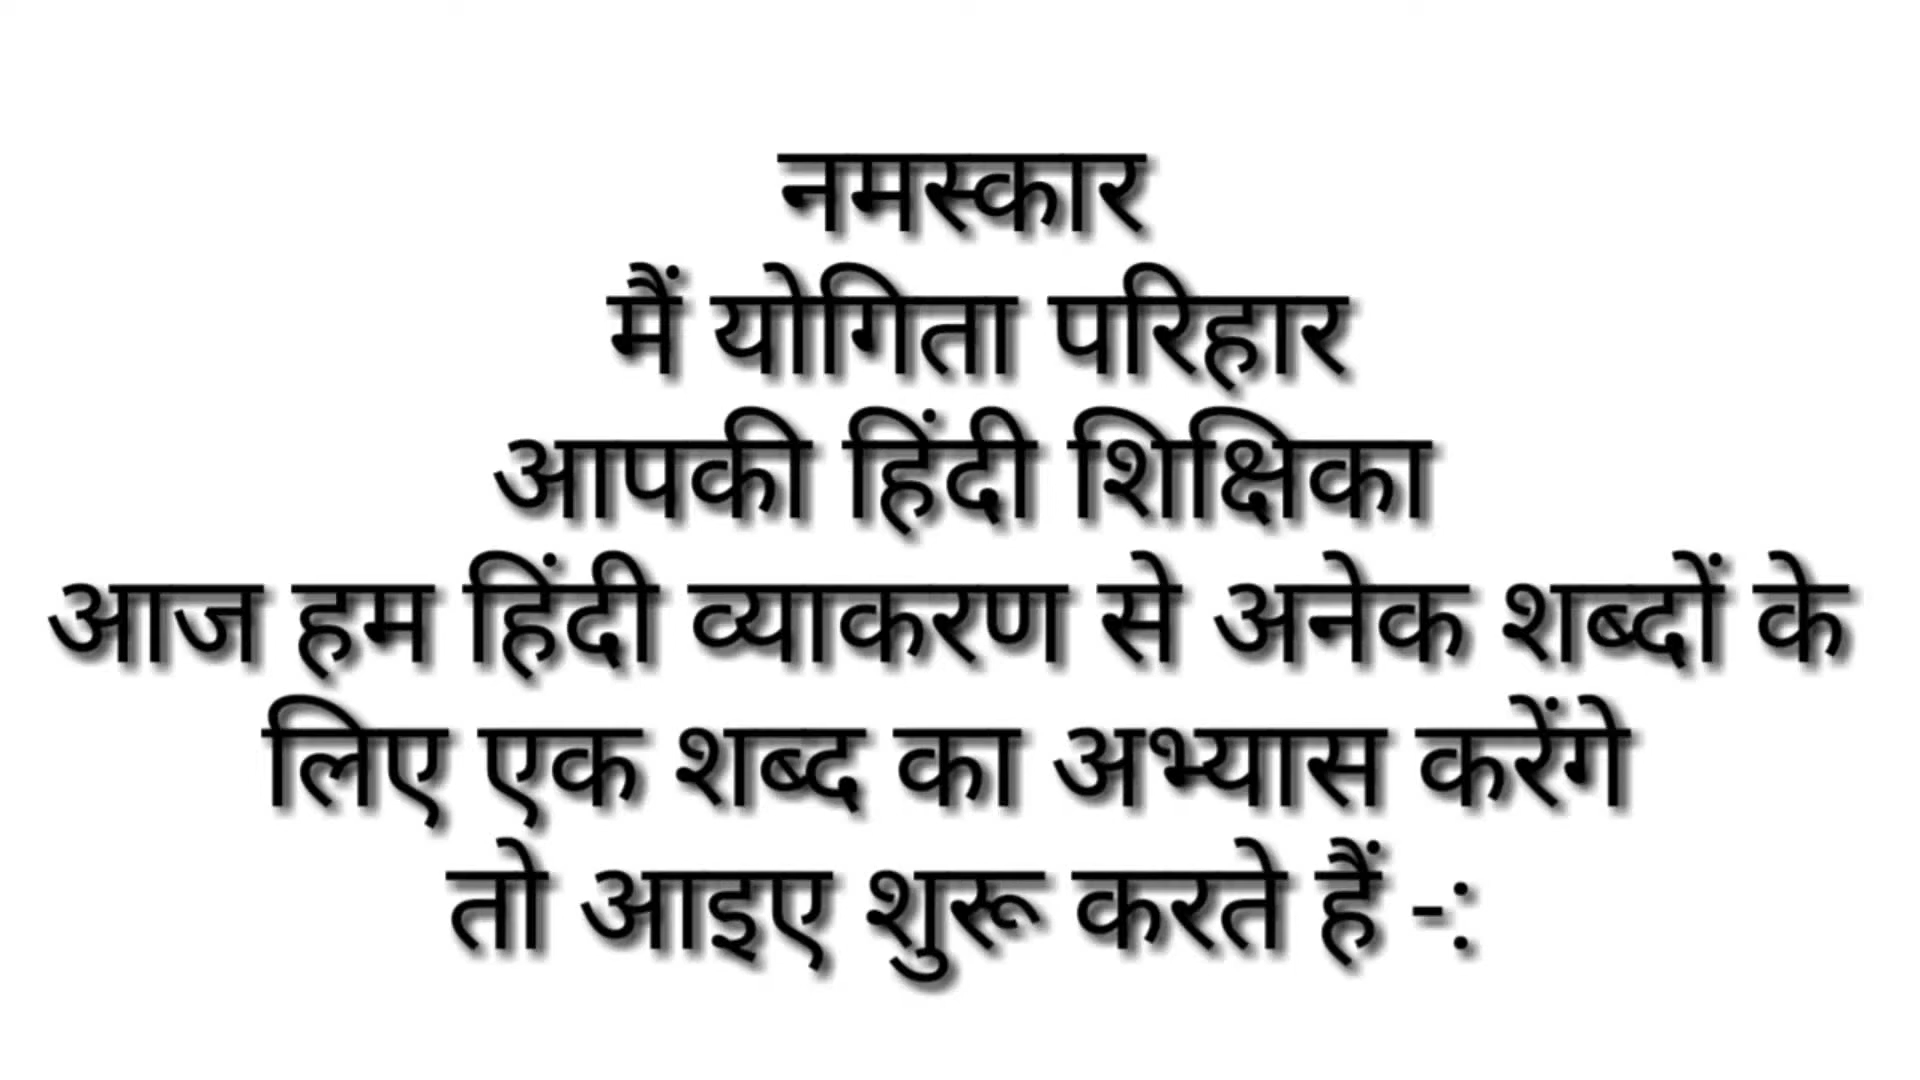 नमस्कार
मैं योगिता परिहार
आपकी हिंदी शिक्षिका
आज हम हिंदी व्याकरण से अनेक शब्दों के
लिए एक शब्द का अभ्यास करेंगे
तो आइए शुरू करते हैं -: